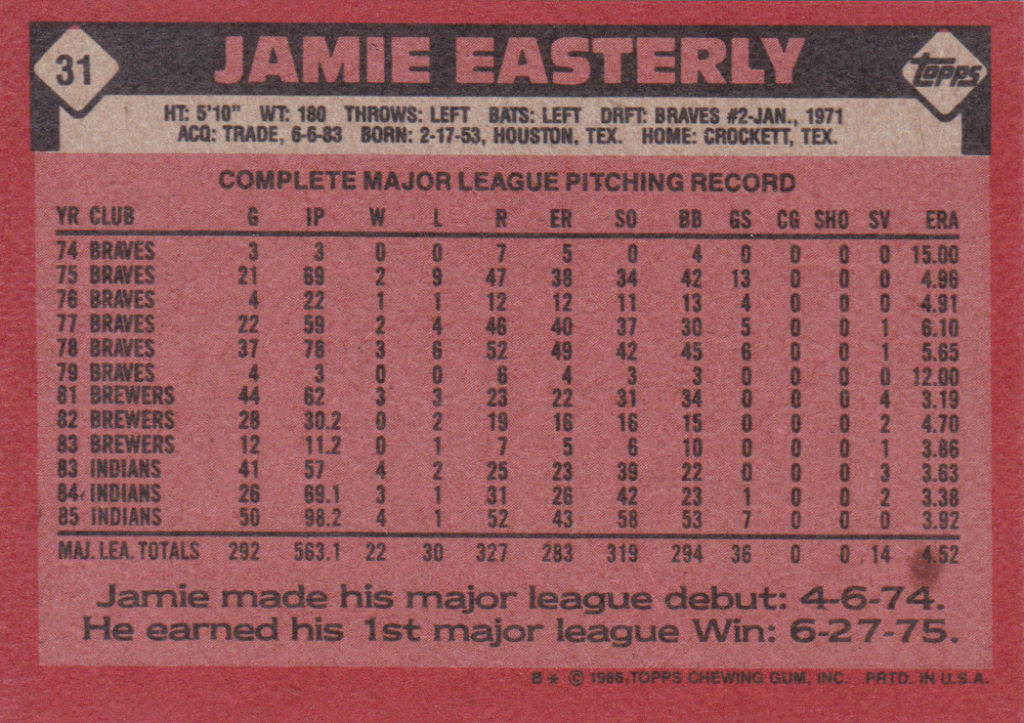 31
JAMIE EASTERLY
TOPPS
HT: 5'10" WT: 180 THROWS: LEFT BATS: LEFT DRFT: BRAVES #2-JAN., 1971
ACQ: TRADE, 6-6-83 BORN: 2-17-53, HOUSTON, TEX. HOME: CROCKETT, TEX.
COMPLETE MAJOR LEAGUE PITCHING RECORD
YR CLUB G IP W L R ER SO BB GS CG SHO SV ERA
74 BRAVES 3 3 0 0 7 5 0 4 0 0 0 0 15.00
75 BRAVES 21 69 2 9 47 38 34 42 13 0 0 0 4.96
76 BRAVES 4 22 1 1 12 12 11 13 4 0 0 0 4.91
77 BRAVES 22 59 2 4 46 40 37 30 5 0 0 1 6.10
78 BRAVES 37 78 3 6 52 49 42 45 6 0 0 1 5.65
79 BRAVES 4 3 0 0 6 4 3 3 0 0 0 0 12.00
81 BREWERS 44 62 3 3 23 22 31 34 0 0 0 4 3.19
82 BREWERS 28 30.2 0 2 19 16 16 15 0 0 0 2 4.70
83 BREWERS 12 11.2 0 1 7 5 6 10 0 0 0 1 3.86
83 INDIANS 41 57 4 2 25 23 39 22 0 0 0 3 3.63
84 INDIANS 26 69.1 3 1 31 26 42 23 1 0 0 2 3.38
85 INDIANS 50 98.2 4 1 52 43 58 53 7 0 0 0 3.92
MAJ. LEA. TOTALS 292 563.1 22 30 327 283 319 294 36 0 0 14 4.52
Jamie made his major league debut: 4-6-74.
He earned his 1st major league Win: 6-27-75.
B * © 1986, TOPPS CHEWING GUM, INC. PRTD. IN U.S.A.